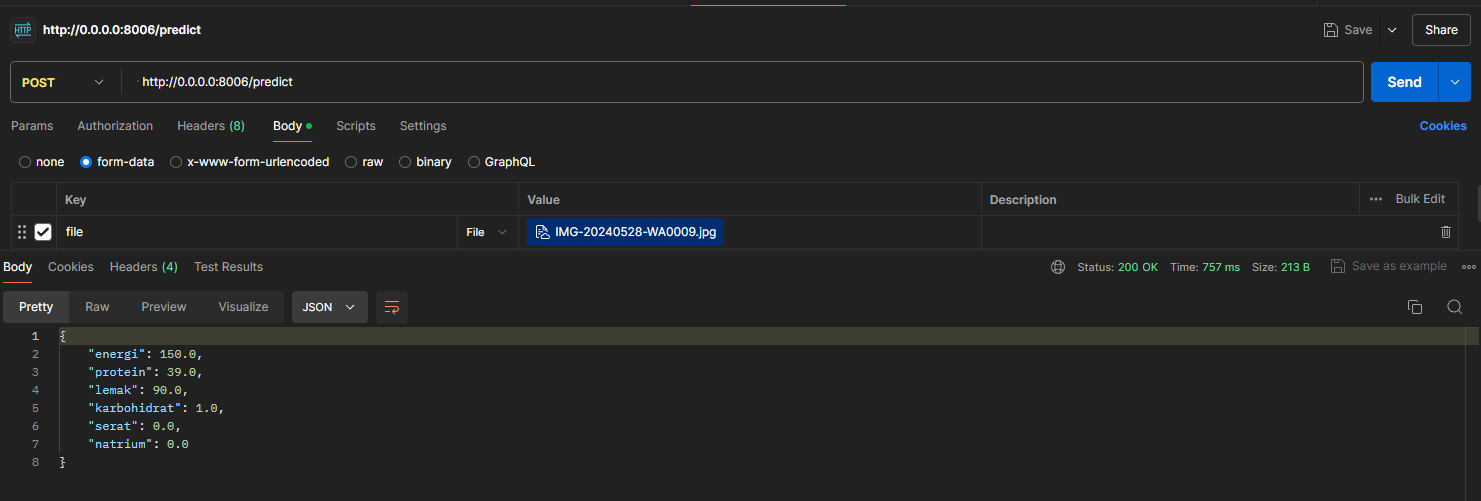 HTTP http://0.0.0.0:8006/predict Save Share
POST http://0.0.0.0:8006/predict Send
Params Authorization Headers (8) Body Scripts Settings Cookies
none form-data x-www-form-urlencoded raw binary GraphQL
Key Value Description Bulk Edit
file File IMG-20240528-WA0009.jpg
Body Cookies Headers (4) Test Results Status: 200 OK Time: 757 ms Size: 213 B Save as example
Pretty Raw Preview Visualize JSON
1 {
2 "energi": 150.0,
3 "protein": 39.0,
4 "lemak": 90.0,
5 "karbohidrat": 1.0,
6 "serat": 0.0,
7 "natrium": 0.0
8 }